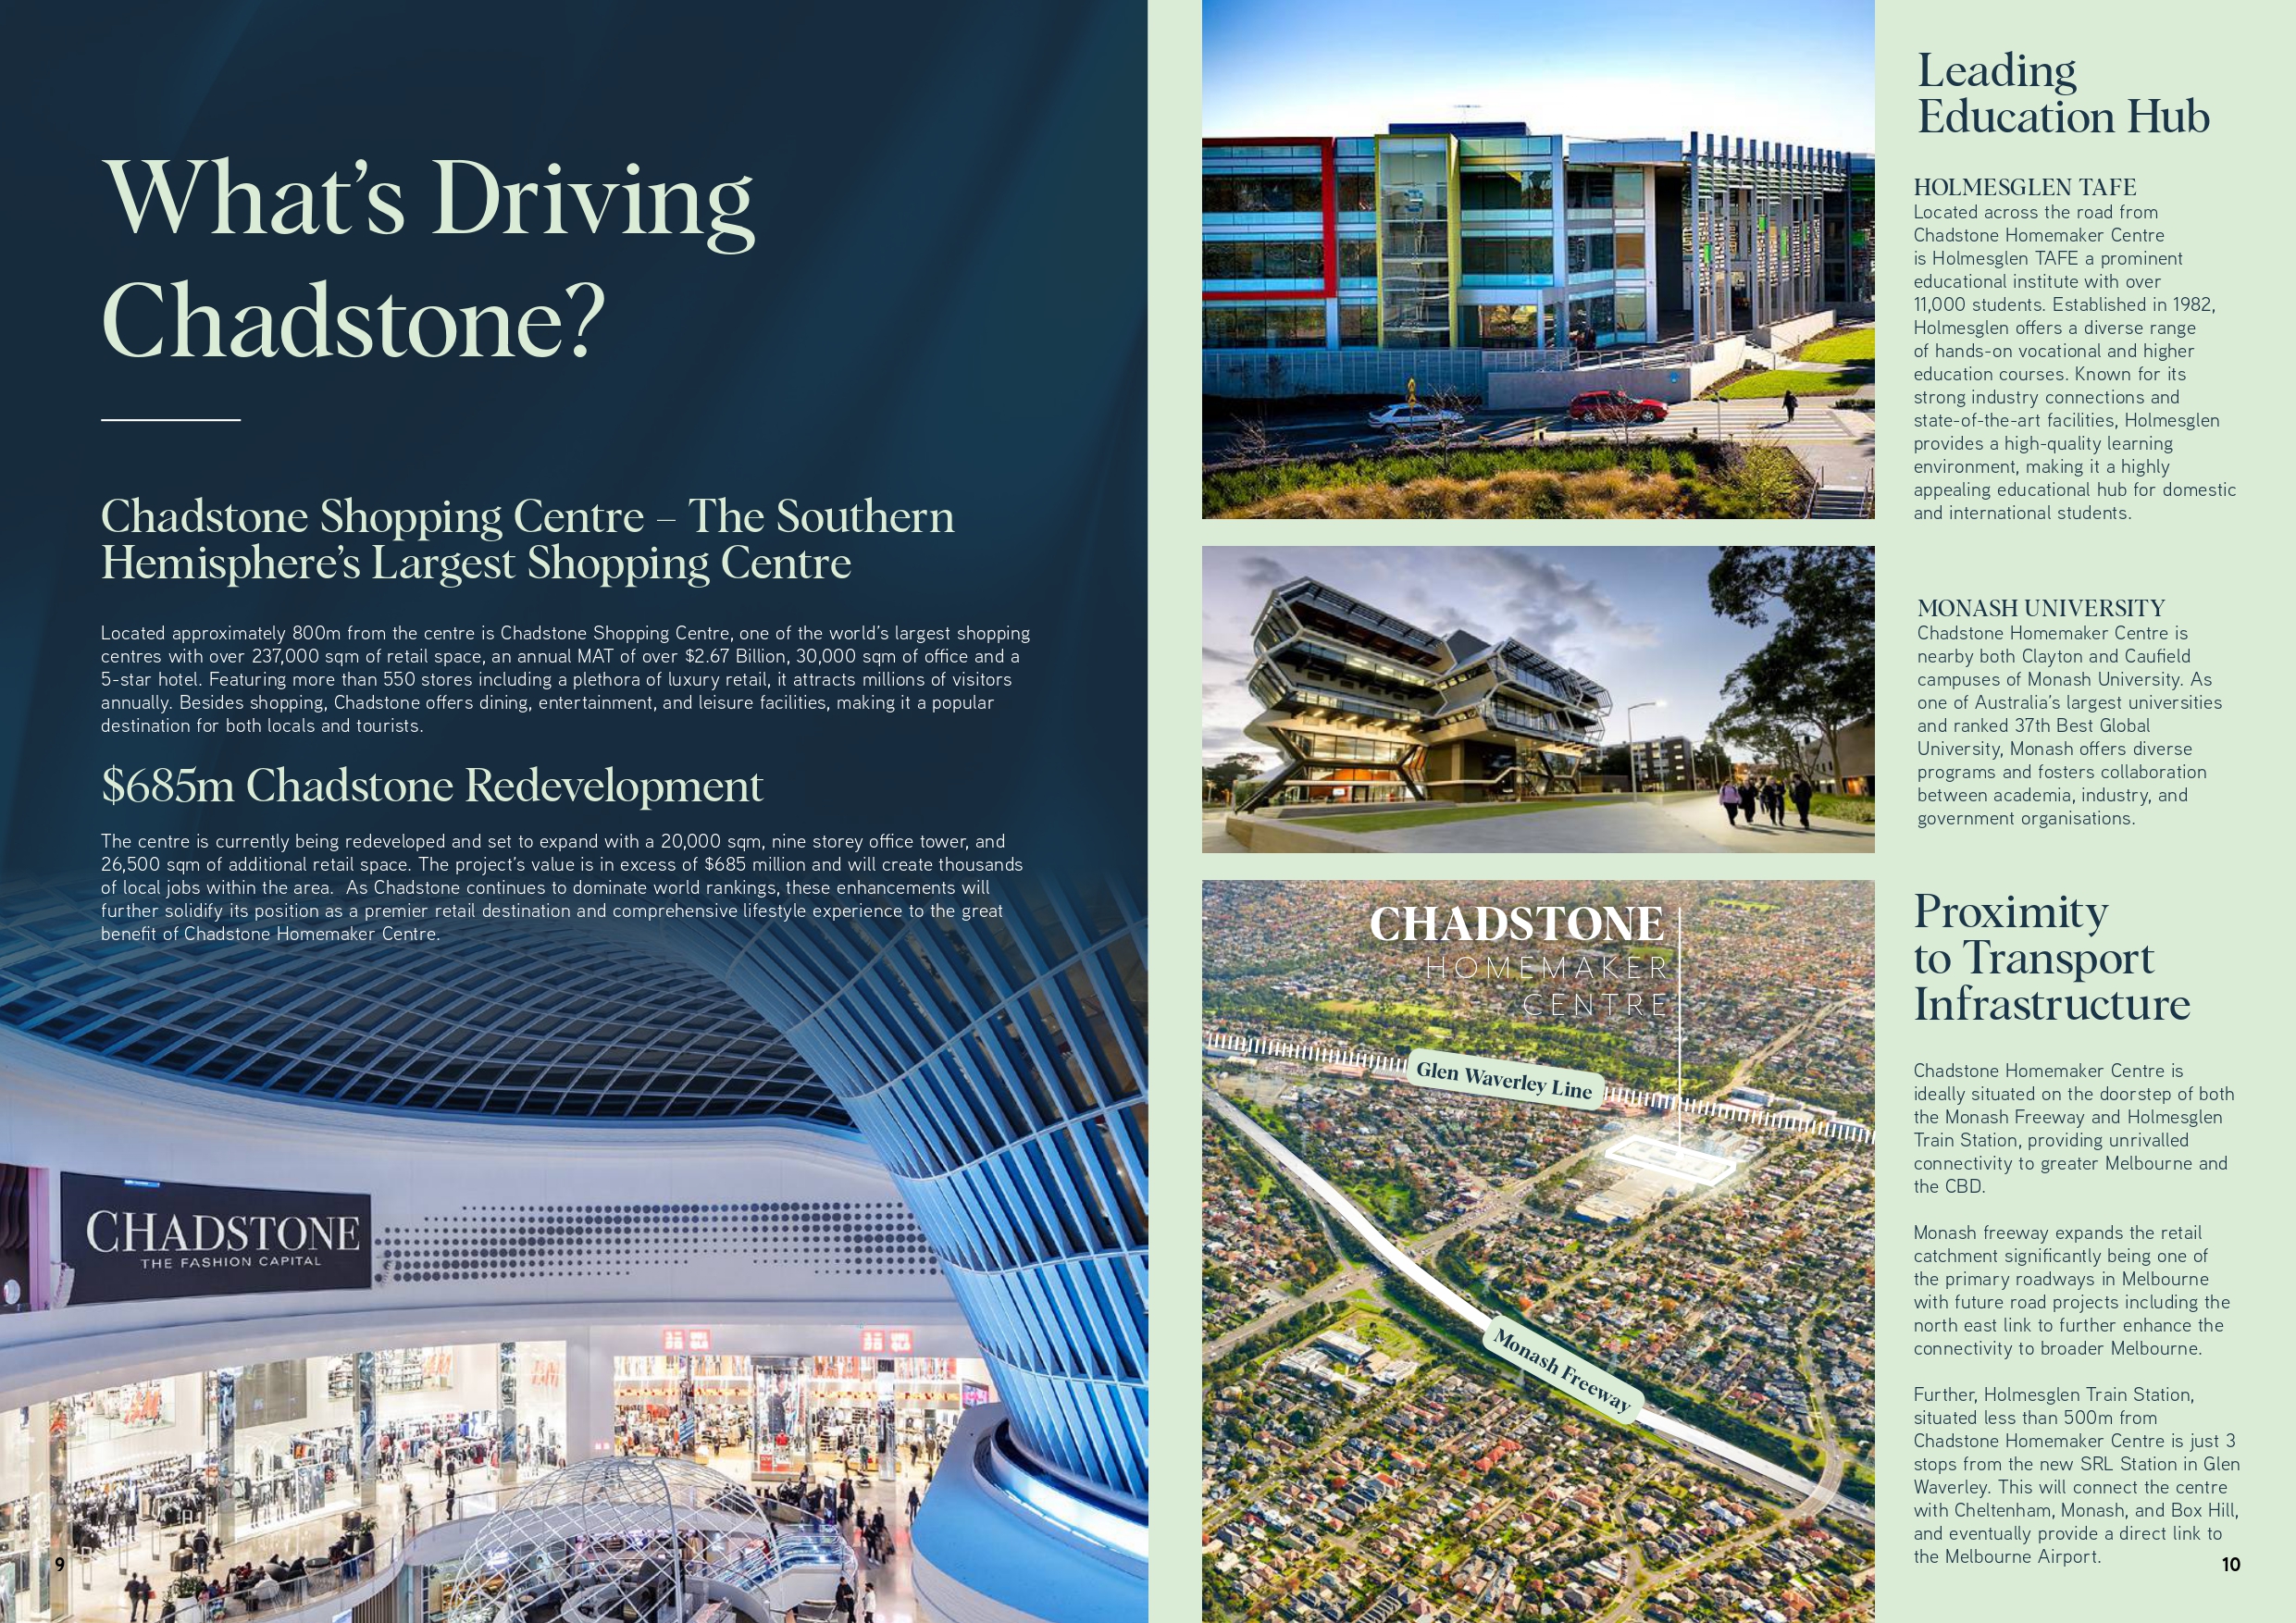 What's Driving
Chadstone?
Chadstone Shopping Centre – The Southern
Hemisphere's Largest Shopping Centre
Located approximately 800m from the centre is Chadstone Shopping Centre, one of the world's largest shopping
centres with over 237,000 sqm of retail space, an annual MAT of over $2.67 Billion, 30,000 sqm of office and a
5-star hotel. Featuring more than 550 stores including a plethora of luxury retail, it attracts millions of visitors
annually. Besides shopping, Chadstone offers dining, entertainment, and leisure facilities, making it a popular
destination for both locals and tourists.
$685m Chadstone Redevelopment
The centre is currently being redeveloped and set to expand with a 20,000 sqm, nine storey office tower, and
26,500 sqm of additional retail space. The project's value is in excess of $685 million and will create thousands
of local jobs within the area. As Chadstone continues to dominate world rankings, these enhancements will
further solidify its position as a premier retail destination and comprehensive lifestyle experience to the great
benefit of Chadstone Homemaker Centre.
CHADSTONE
THE FASHION CAPITAL
9
Leading
Education Hub
HOLMESGLEN TAFE
Located across the road from
Chadstone Homemaker Centre
is Holmesglen TAFE a prominent
educational institute with over
11,000 students. Established in 1982,
Holmesglen offers a diverse range
of hands-on vocational and higher
education courses. Known for its
strong industry connections and
state-of-the-art facilities, Holmesglen
provides a high-quality learning
environment, making it a highly
appealing educational hub for domestic
and international students.
MONASH UNIVERSITY
Chadstone Homemaker Centre is
nearby both Clayton and Caufield
campuses of Monash University. As
one of Australia's largest universities
and ranked 37th Best Global
University, Monash offers diverse
programs and fosters collaboration
between academia, industry, and
government organisations.
CHADSTONE
HOMEMAKER
CENTRE
Glen Waverley Line
Monash Freeway
Proximity
to Transport
Infrastructure
Chadstone Homemaker Centre is
ideally situated on the doorstep of both
the Monash Freeway and Holmesglen
Train Station, providing unrivalled
connectivity to greater Melbourne and
the CBD.
Monash freeway expands the retail
catchment significantly being one of
the primary roadways in Melbourne
with future road projects including the
north east link to further enhance the
connectivity to broader Melbourne.
Further, Holmesglen Train Station,
situated less than 500m from
Chadstone Homemaker Centre is just 3
stops from the new SRL Station in Glen
Waverley. This will connect the centre
with Cheltenham, Monash, and Box Hill,
and eventually provide a direct link to
the Melbourne Airport.
10